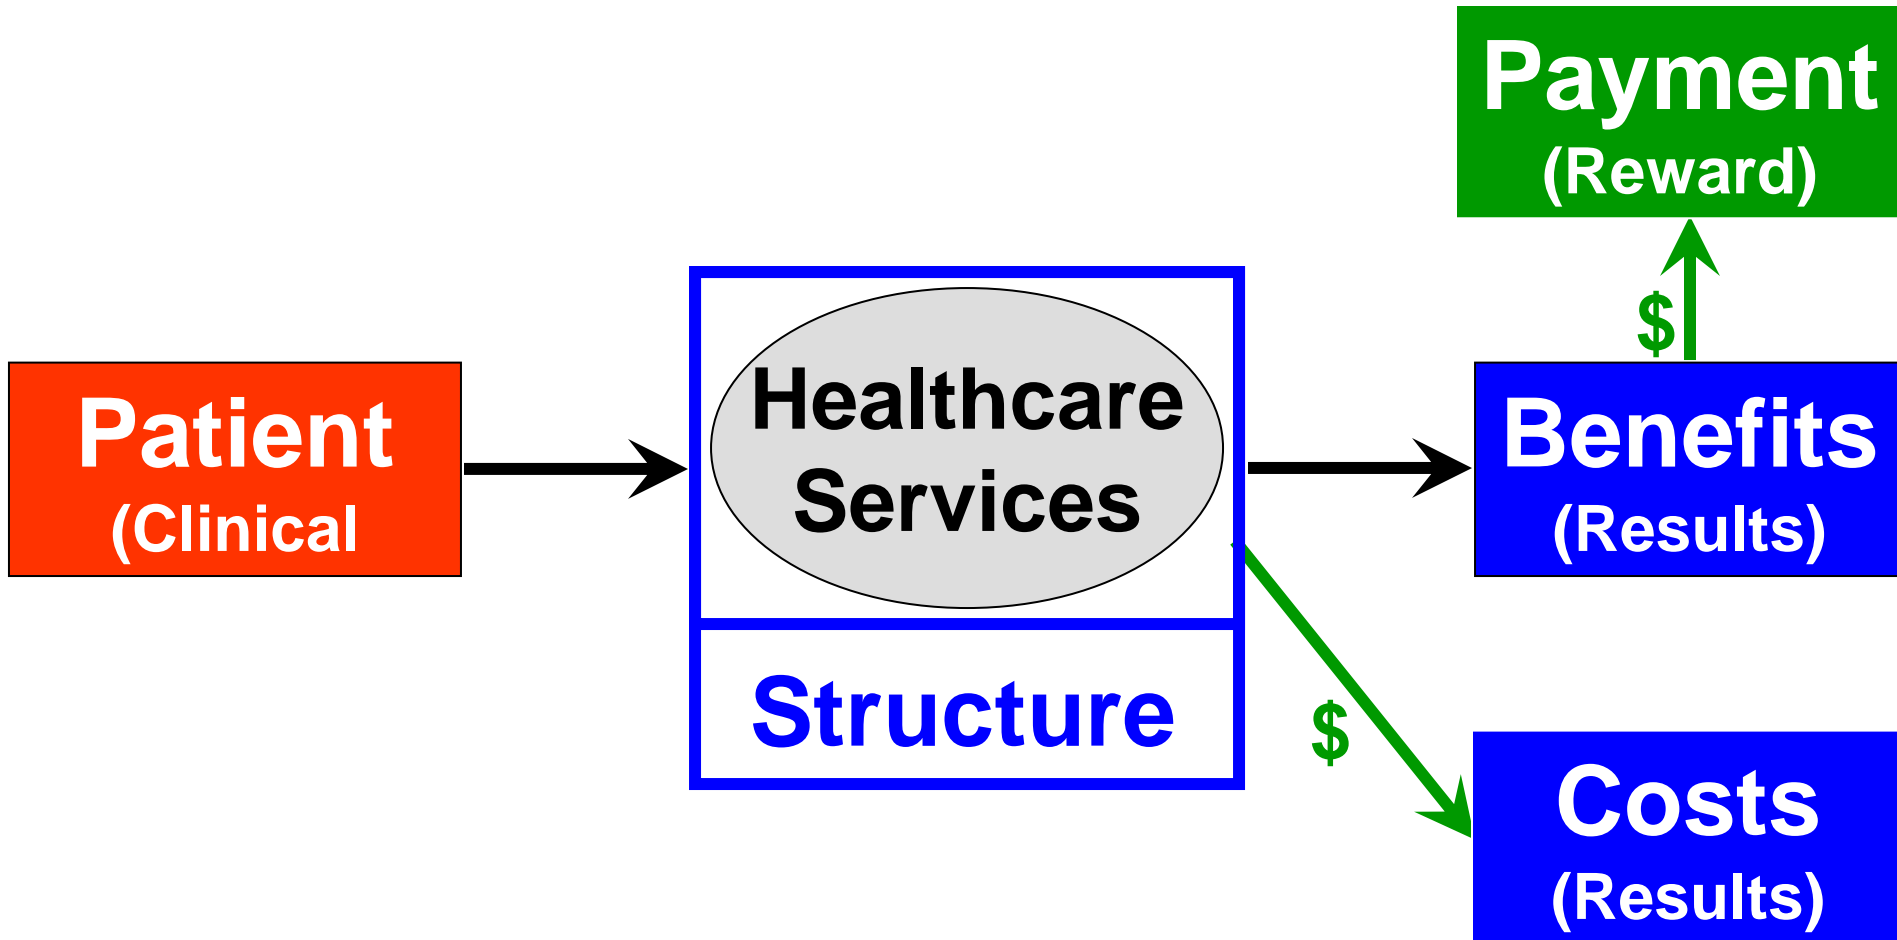 Payment
(Reward)
$
Patient
(Clinical
Healthcare
Services
Benefits
(Results)
Structure
$
Costs
(Results)